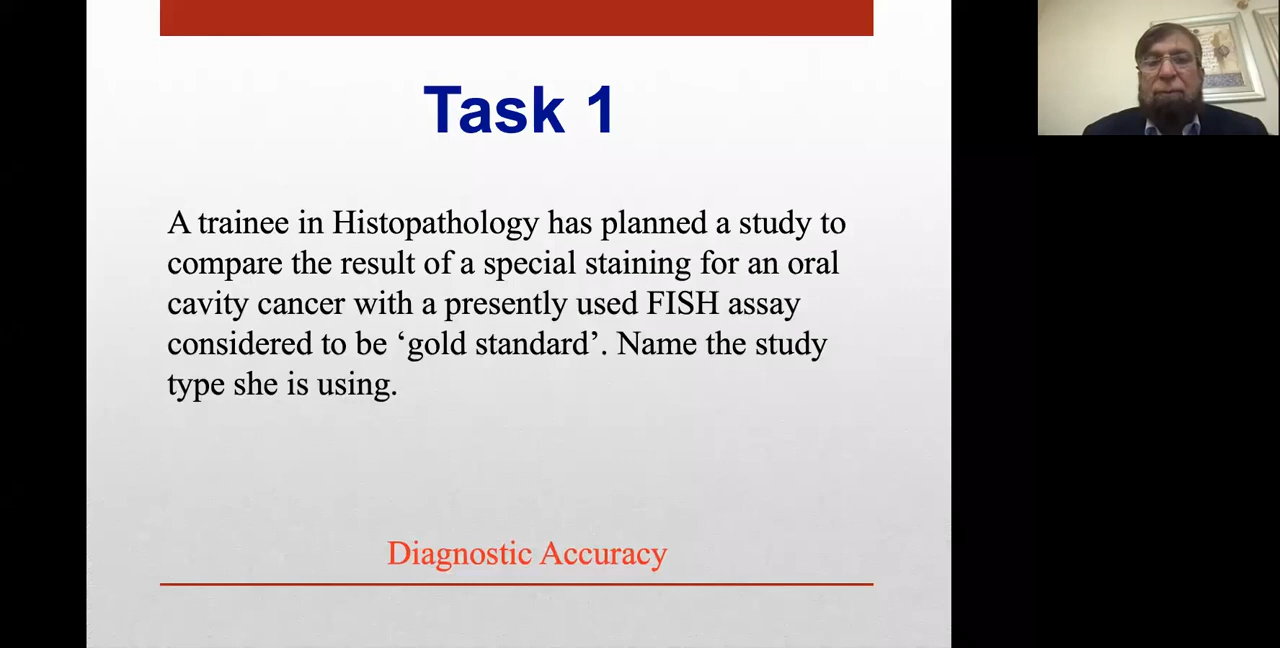 Task 1
A trainee in Histopathology has planned a study to
compare the result of a special staining for an oral
cavity cancer with a presently used FISH assay
considered to be ‘gold standard’. Name the study
type she is using.
Diagnostic Accuracy